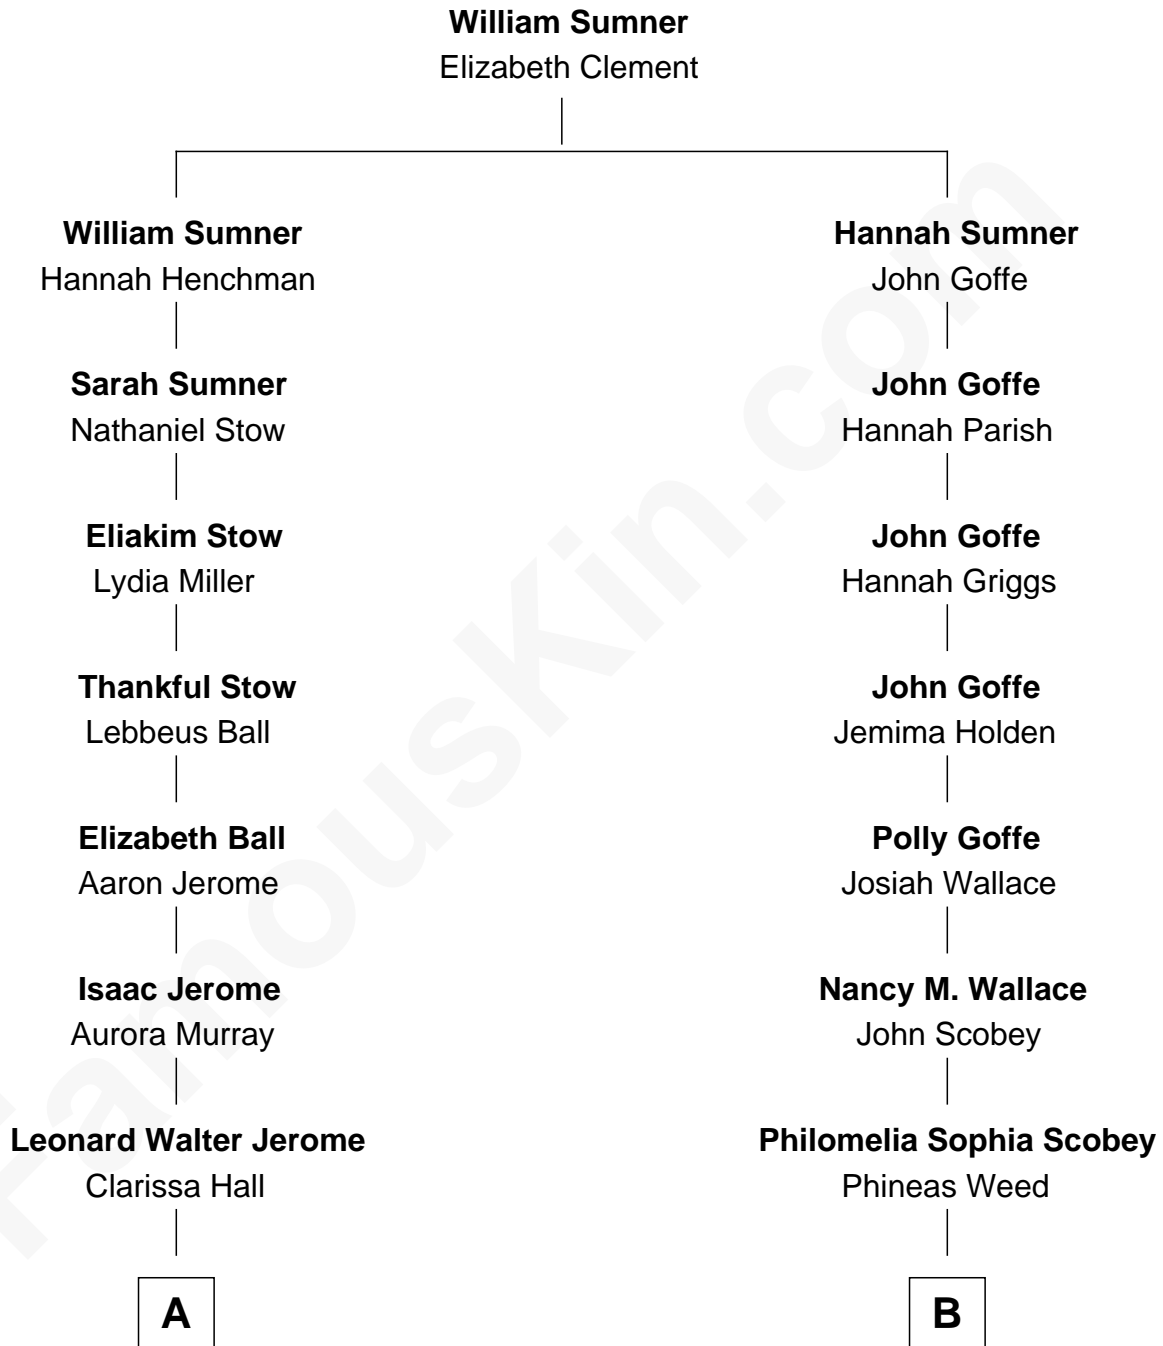 William Sumner
Elizabeth Clement
William Sumner
Hannah Henchman
Hannah Sumner
John Goffe
Sarah Sumner
Nathaniel Stow
John Goffe
Hannah Parish
Eliakim Stow
Lydia Miller
John Goffe
Hannah Griggs
Thankful Stow
Lebbeus Ball
John Goffe
Jemima Holden
Elizabeth Ball
Aaron Jerome
Polly Goffe
Josiah Wallace
Isaac Jerome
Aurora Murray
Nancy M. Wallace
John Scobey
Leonard Walter Jerome
Clarissa Hall
Philomelia Sophia Scobey
Phineas Weed
A
B
FamousKin.com